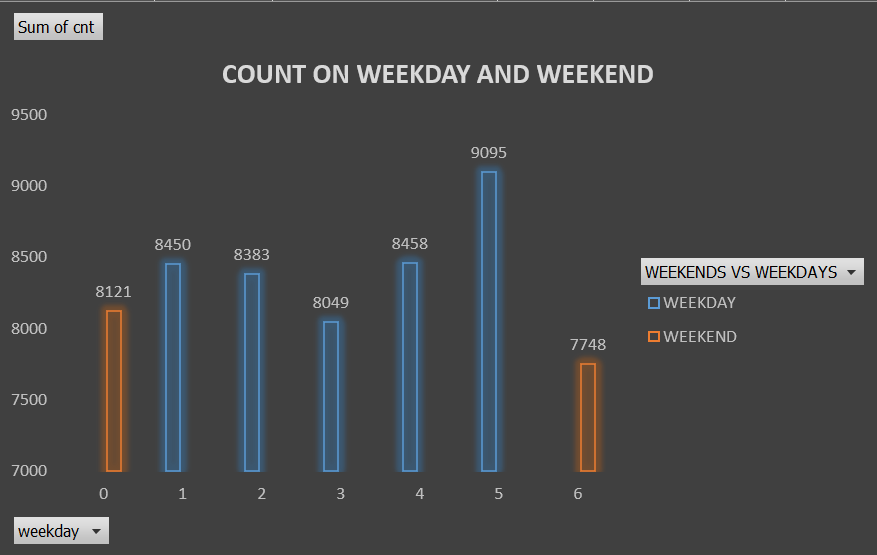 Sum of cnt
COUNT ON WEEKDAY AND WEEKEND
9500
9000
8500
8000
7500
7000
8121
8450
8383
8049
8458
9095
7748
0 1 2 3 4 5 6
WEEKENDS VS WEEKDAYS
WEEKDAY
WEEKEND
weekday